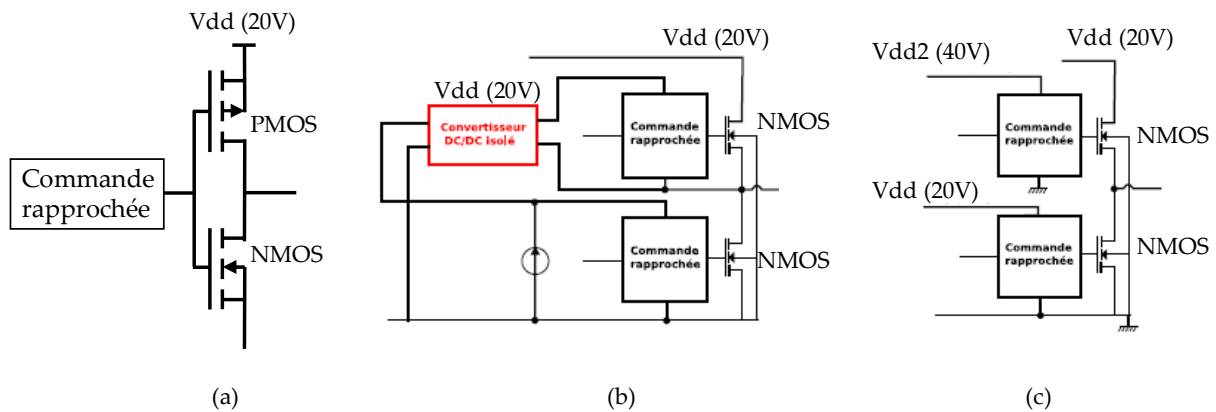 Vdd (20V)
PMOS
Commande
rapprochée
NMOS
(a)
Vdd (20V)
Vdd (20V)
Convertisseur
DC/DC isolé
Commande
rapprochée
NMOS
Commande
rapprochée
NMOS
(b)
Vdd2 (40V)
Vdd (20V)
Commande
rapprochée
NMOS
Vdd (20V)
Commande
rapprochée
NMOS
(c)